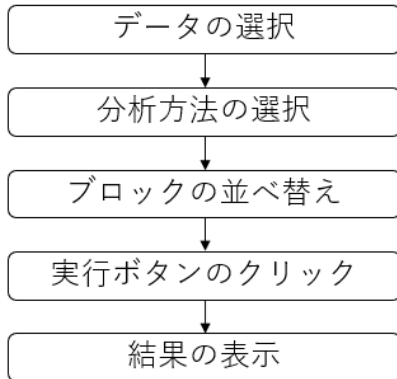 データの選択
分析方法の選択
ブロックの並べ替え
実行ボタンのクリック
結果の表示